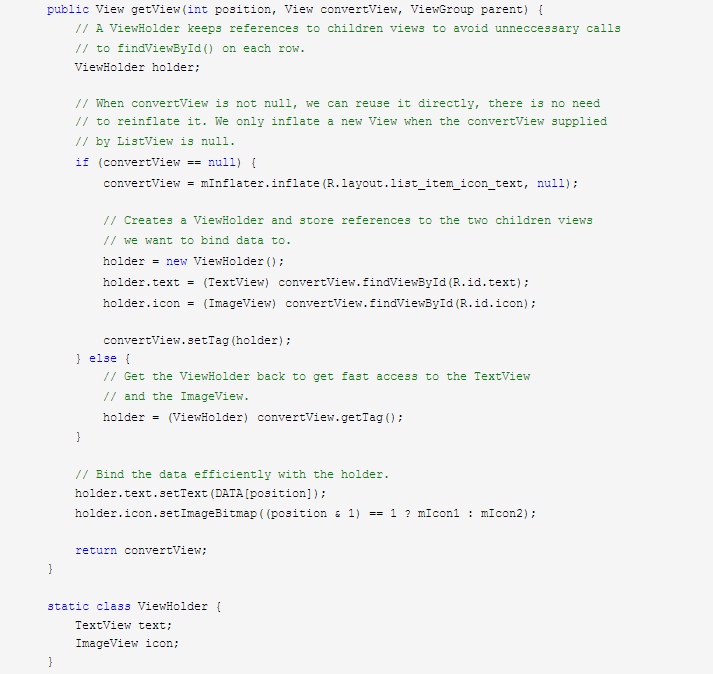 public View getView(int position, View convertView, ViewGroup parent) {
// A ViewHolder keeps references to children views to avoid unneccessary calls
// to findViewById() on each row.
ViewHolder holder;
// When convertView is not null, we can reuse it directly, there is no need
// to reinflate it. We only inflate a new View when the convertView supplied
// by ListView is null.
if (convertView == null) {
convertView = mInflater.inflate(R.layout.list_item_icon_text, null);
// Creates a ViewHolder and store references to the two children views
// we want to bind data to.
holder = new ViewHolder();
holder.text = (TextView) convertView.findViewById(R.id.text);
holder.icon = (ImageView) convertView.findViewById(R.id.icon);
convertView.setTag(holder);
} else {
// Get the ViewHolder back to get fast access to the TextView
// and the ImageView.
holder = (ViewHolder) convertView.getTag();
}
// Bind the data efficiently with the holder.
holder.text.setText(DATA[position]);
holder.icon.setImageBitmap((position & 1) == 1 ? mIcon1 : mIcon2);
return convertView;
}
static class ViewHolder {
TextView text;
ImageView icon;
}